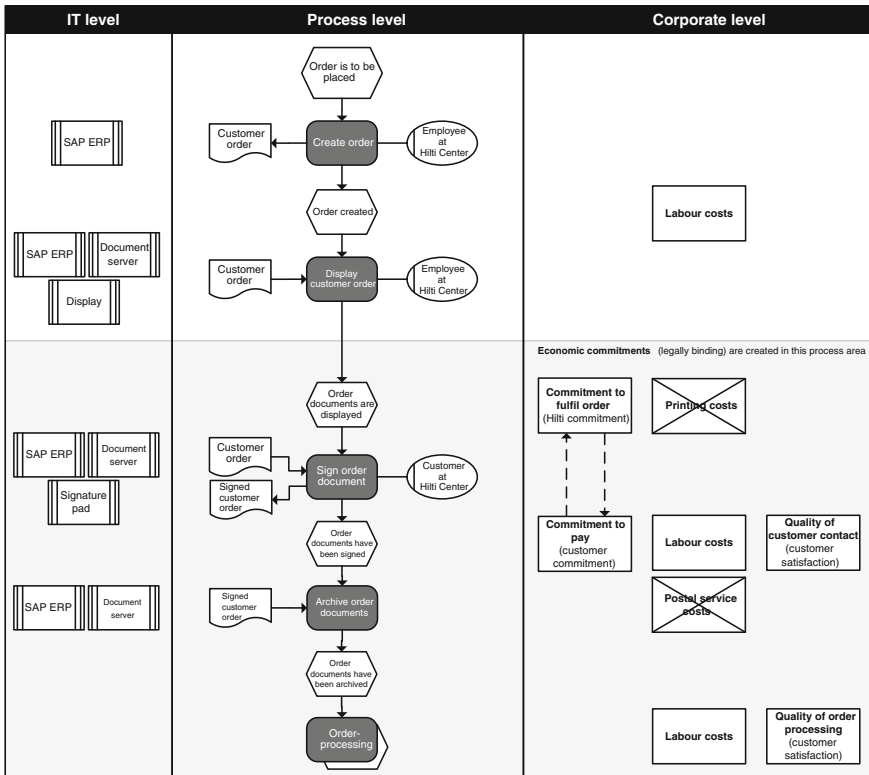 IT level
Process level
Corporate level
Order is to be
placed
SAP ERP
Customer
order
Create order
Employee
at
Hilti Center
Order created
Labour costs
SAP ERP
Document
server
Display
Customer
order
Display
customer order
Employee
at
Hilti Center
Economic commitments (legally binding) are created in this process area
Order
documents are
displayed
Commitment to
fulfil order
(Hilti commitment)
Printing costs
SAP ERP
Document
server
Signature
pad
Customer
order
Signed
customer
order
Sign order
document
Customer
at
Hilti Center
Order
documents have
been signed
Commitment to
pay
(customer
commitment)
Labour costs
Quality of
customer contact
(customer
satisfaction)
SAP ERP
Document
server
Signed
customer
order
Archive order
documents
Postal service
costs
Order
documents have
been archived
Order-
processing
Labour costs
Quality of order
processing
(customer
satisfaction)